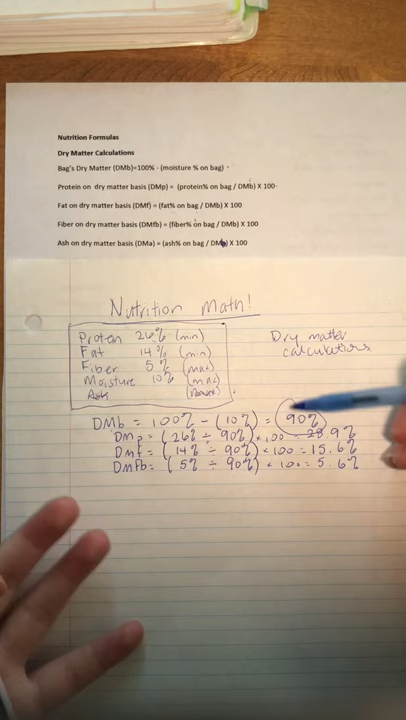 Nutrition Formulas
Dry Matter Calculations
Bag's Dry Matter (DMb)=100% - (moisture % on bag)
Protein on dry matter basis (DMp) = (protein% on bag / DMb) X 100
Fat on dry matter basis (DMf) = (fat% on bag / DMb) X 100
Fiber on dry matter basis (DMfb) = (fiber% on bag / DMb) X 100
Ash on dry matter basis (DMa) = (ash% on bag / DMb) X 100
Nutrition Math!
Protein 26% (min)
Fat 14% (min)
Fiber 5% (max)
Moisture 10% (max)
Ash
Dry matter
calculations
DMb = 100% - (10%) = 90%
DMp = (26% ÷ 90%) × 100 = 28.9%
DMf = (14% ÷ 90%) × 100 = 15.6%
DMfb = (5% ÷ 90%) × 100 = 5.6%